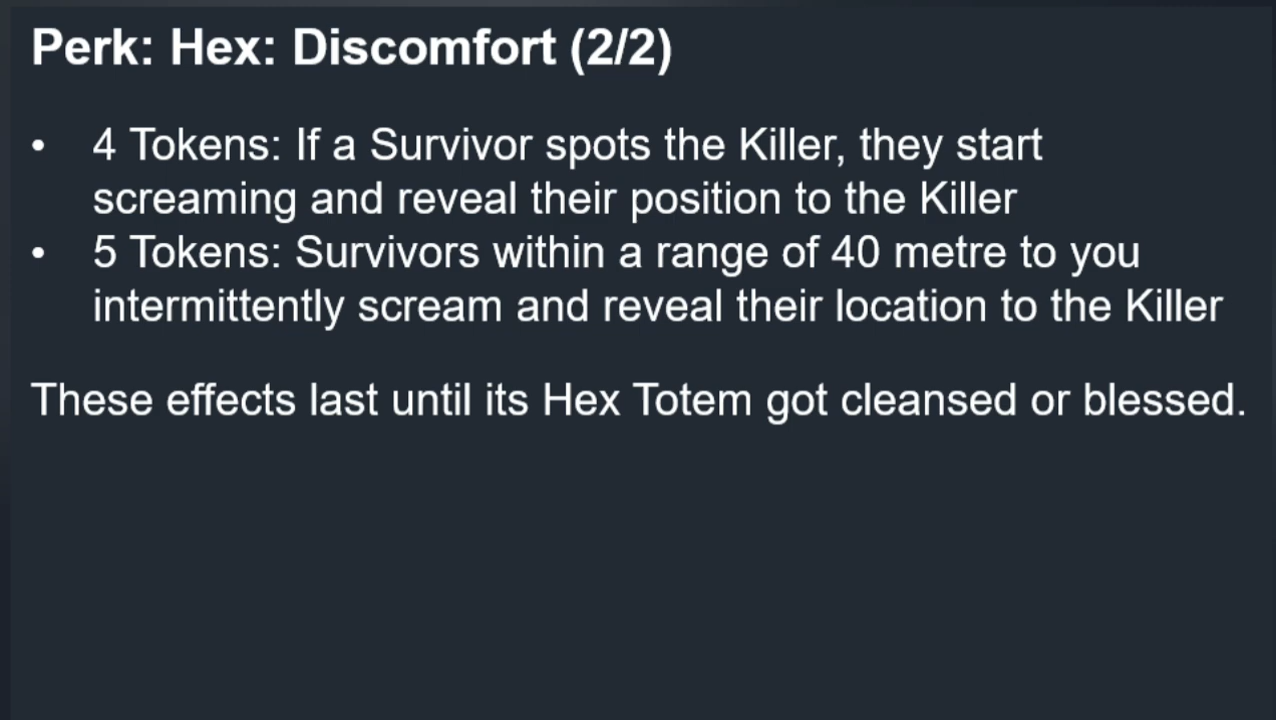 Perk: Hex: Discomfort (2/2)
• 4 Tokens: If a Survivor spots the Killer, they start
screaming and reveal their position to the Killer
• 5 Tokens: Survivors within a range of 40 metre to you
intermittently scream and reveal their location to the Killer
These effects last until its Hex Totem got cleansed or blessed.